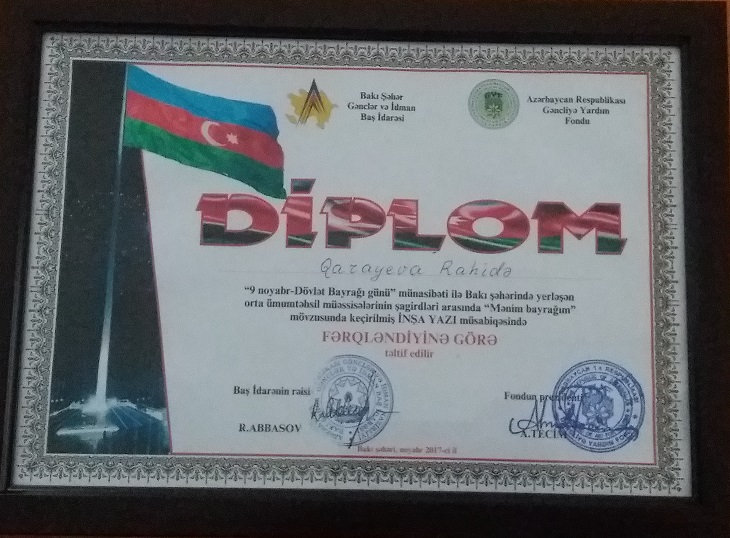 Bakı Şəhər
Gənclər və İdman
Baş İdarəsi
Azərbaycan Respublikası
Gəncliyə Yardım
Fondu
DİPLOM
Qarayeva Rahidə
“9 noyabr-Dövlət Bayrağı günü” münasibəti ilə Bakı şəhərində yerləşən
orta ümumtəhsil müəssisələrinin şagirdləri arasında “Mənim bayrağım”
mövzusunda keçirilmiş İNŞA YAZI müsabiqəsində
FƏRQLƏNDİYİNƏ GÖRƏ
təltif edilir
Baş İdarənin rəisi
Fondun prezidenti
R.ABBASOV
Bakı şəhəri, noyabr 2017-ci il